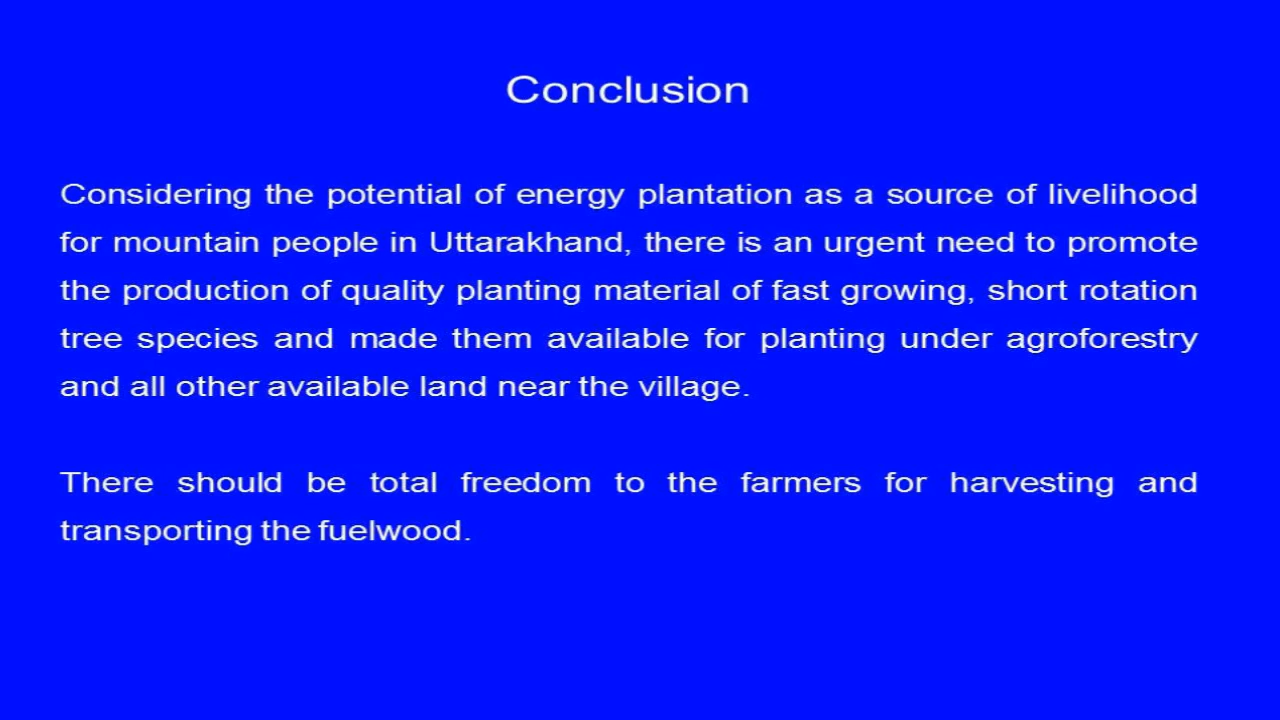 Conclusion
Considering the potential of energy plantation as a source of livelihood
for mountain people in Uttarakhand, there is an urgent need to promote
the production of quality planting material of fast growing, short rotation
tree species and made them available for planting under agroforestry
and all other available land near the village.
There should be total freedom to the farmers for harvesting and
transporting the fuelwood.